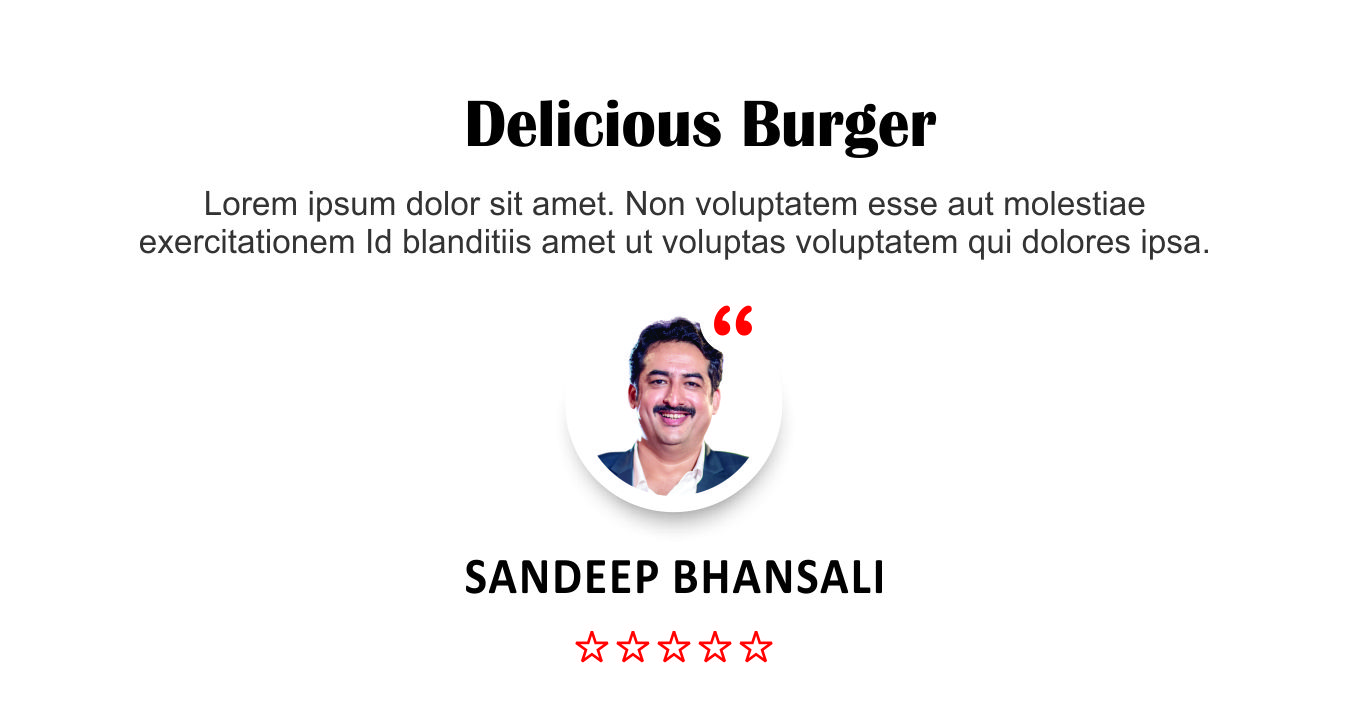 Delicious Burger
Lorem ipsum dolor sit amet. Non voluptatem esse aut molestiae
exercitationem Id blanditiis amet ut voluptas voluptatem qui dolores ipsa.
“
SANDEEP BHANSALI